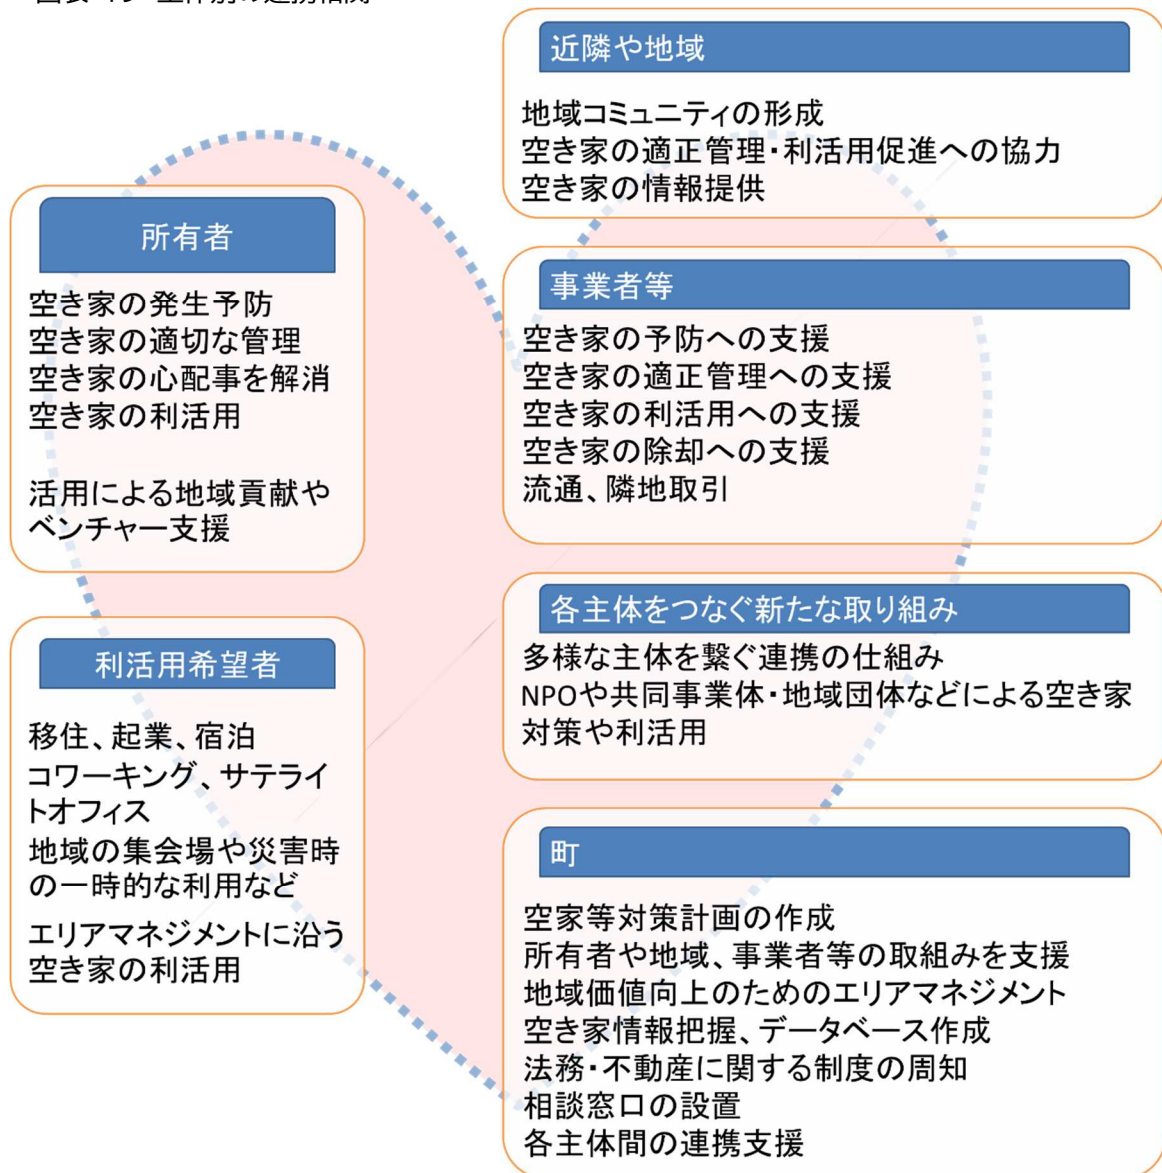 所有者
空き家の発生予防
空き家の適切な管理
空き家の心配事を解消
空き家の利活用
活用による地域貢献や
ベンチャー支援
利活用希望者
移住、起業、宿泊
コワーキング、サテライ
トオフィス
地域の集会場や災害時
の一時的な利用など
エリアマネジメントに沿う
空き家の利活用
近隣や地域
地域コミュニティの形成
空き家の適正管理・利活用促進への協力
空き家の情報提供
事業者等
空き家の予防への支援
空き家の適正管理への支援
空き家の利活用への支援
空き家の除却への支援
流通、隣地取引
各主体をつなぐ新たな取り組み
多様な主体を繋ぐ連携の仕組み
NPOや共同事業体・地域団体などによる空き家
対策や利活用
町
空家等対策計画の作成
所有者や地域、事業者等の取組みを支援
地域価値向上のためのエリアマネジメント
空き家情報把握、データベース作成
法務・不動産に関する制度の周知
相談窓口の設置
各主体間の連携支援